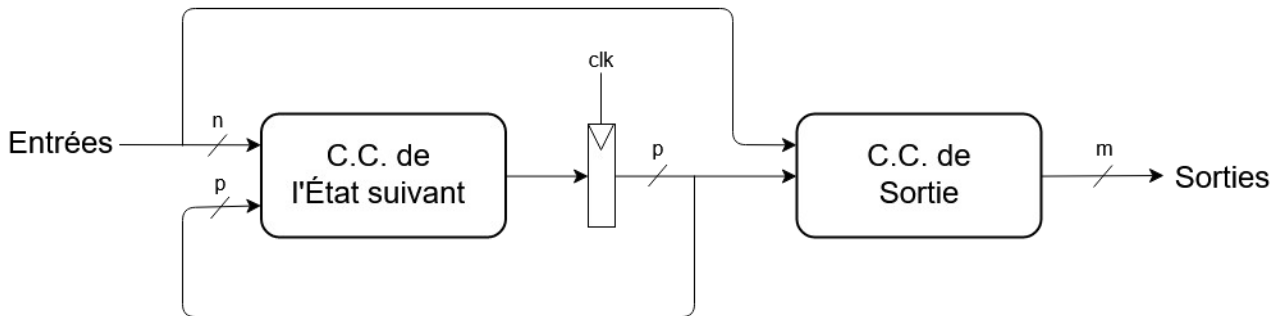 clk
Entrées
n
p
C.C. de
l'État suivant
p
C.C. de
Sortie
m
Sorties